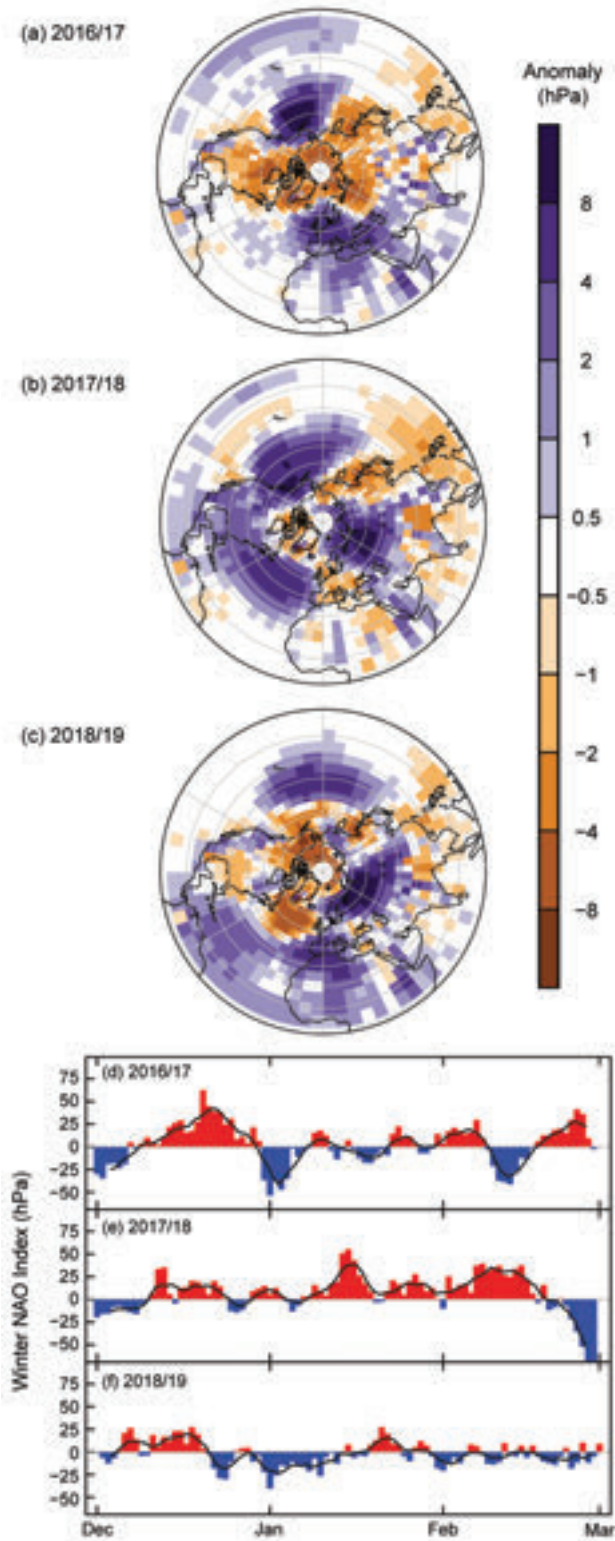 (a) 2016/17
Anomaly
(hPa)
8
4
2
1
0.5
−0.5
−1
−2
−4
−8
(b) 2017/18
(c) 2018/19
Winter NAO Index (hPa)
(d) 2016/17
75
50
25
0
−25
−50
(e) 2017/18
75
50
25
0
−25
−50
(f) 2018/19
75
50
25
0
−25
−50
Dec Jan Feb Mar